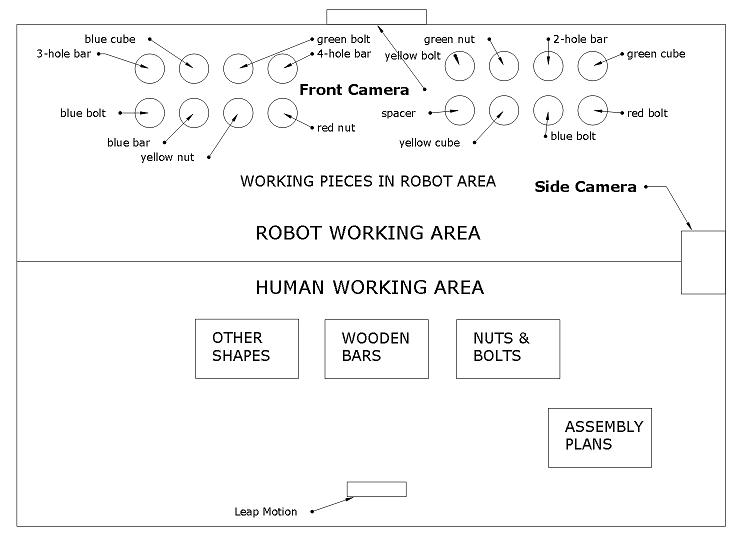 blue cube
green bolt
green nut
2-hole bar
3-hole bar
4-hole bar
yellow bolt
green cube
Front Camera
blue bolt
spacer
red bolt
blue bar
red nut
yellow cube
blue bolt
yellow nut
WORKING PIECES IN ROBOT AREA
Side Camera
ROBOT WORKING AREA
HUMAN WORKING AREA
OTHER
SHAPES
WOODEN
BARS
NUTS &
BOLTS
ASSEMBLY
PLANS
Leap Motion